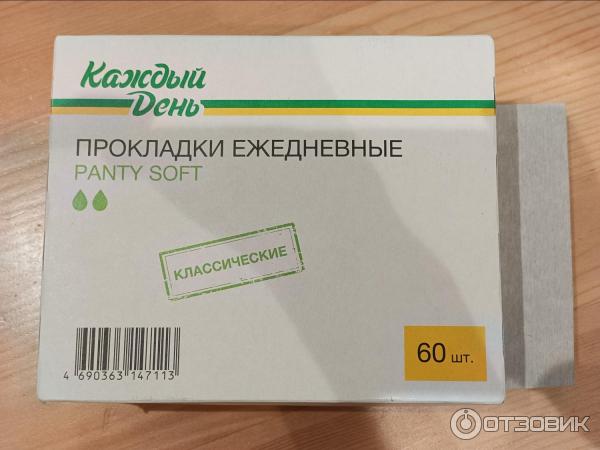 Каждый
День
ПРОКЛАДКИ ЕЖЕДНЕВНЫЕ
PANTY SOFT
КЛАССИЧЕСКИЕ
60 шт.
4 690363 147113
ОТЗОВИК